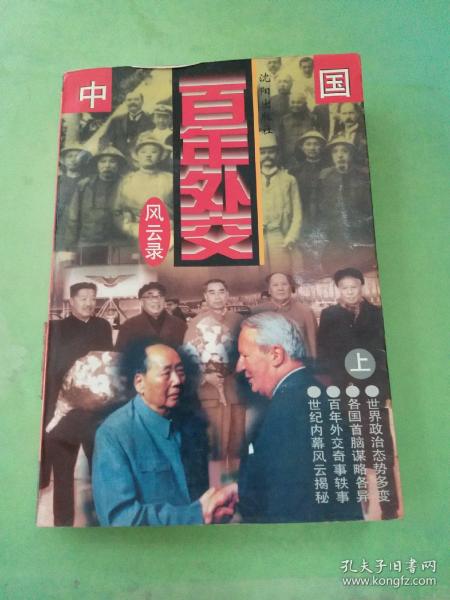 中国
百年外交
风云录
沈阳出版社
上
世界政治态势多变
各国首脑谋略各异
百年外交奇事轶事
世纪内幕风云揭秘
孔夫子旧书网
www.kongfz.com